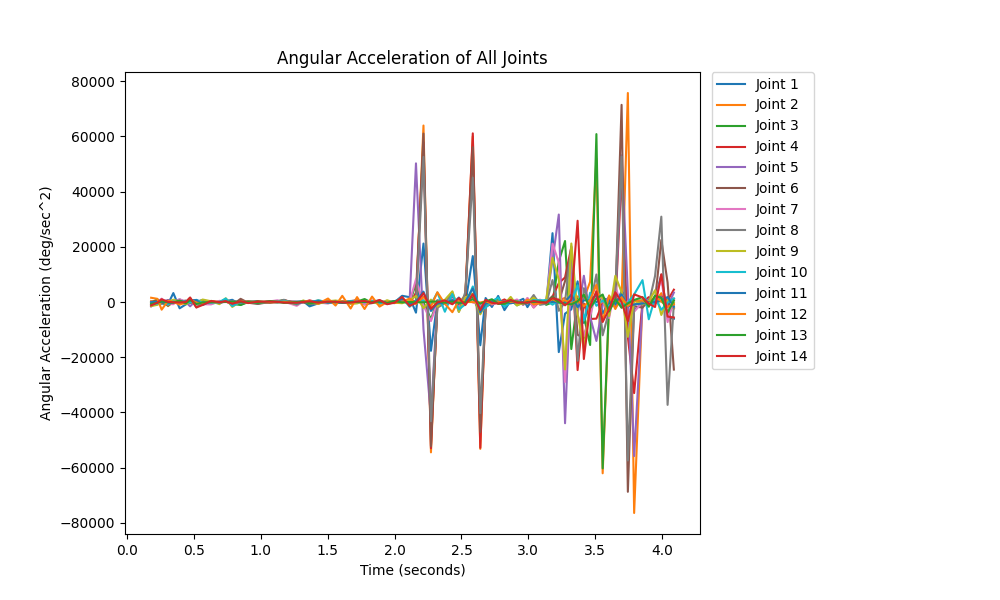 Angular Acceleration of All Joints
Angular Acceleration (deg/sec^2)
80000
60000
40000
20000
0
−20000
−40000
−60000
−80000
0.0 0.5 1.0 1.5 2.0 2.5 3.0 3.5 4.0
Time (seconds)
Joint 1
Joint 2
Joint 3
Joint 4
Joint 5
Joint 6
Joint 7
Joint 8
Joint 9
Joint 10
Joint 11
Joint 12
Joint 13
Joint 14